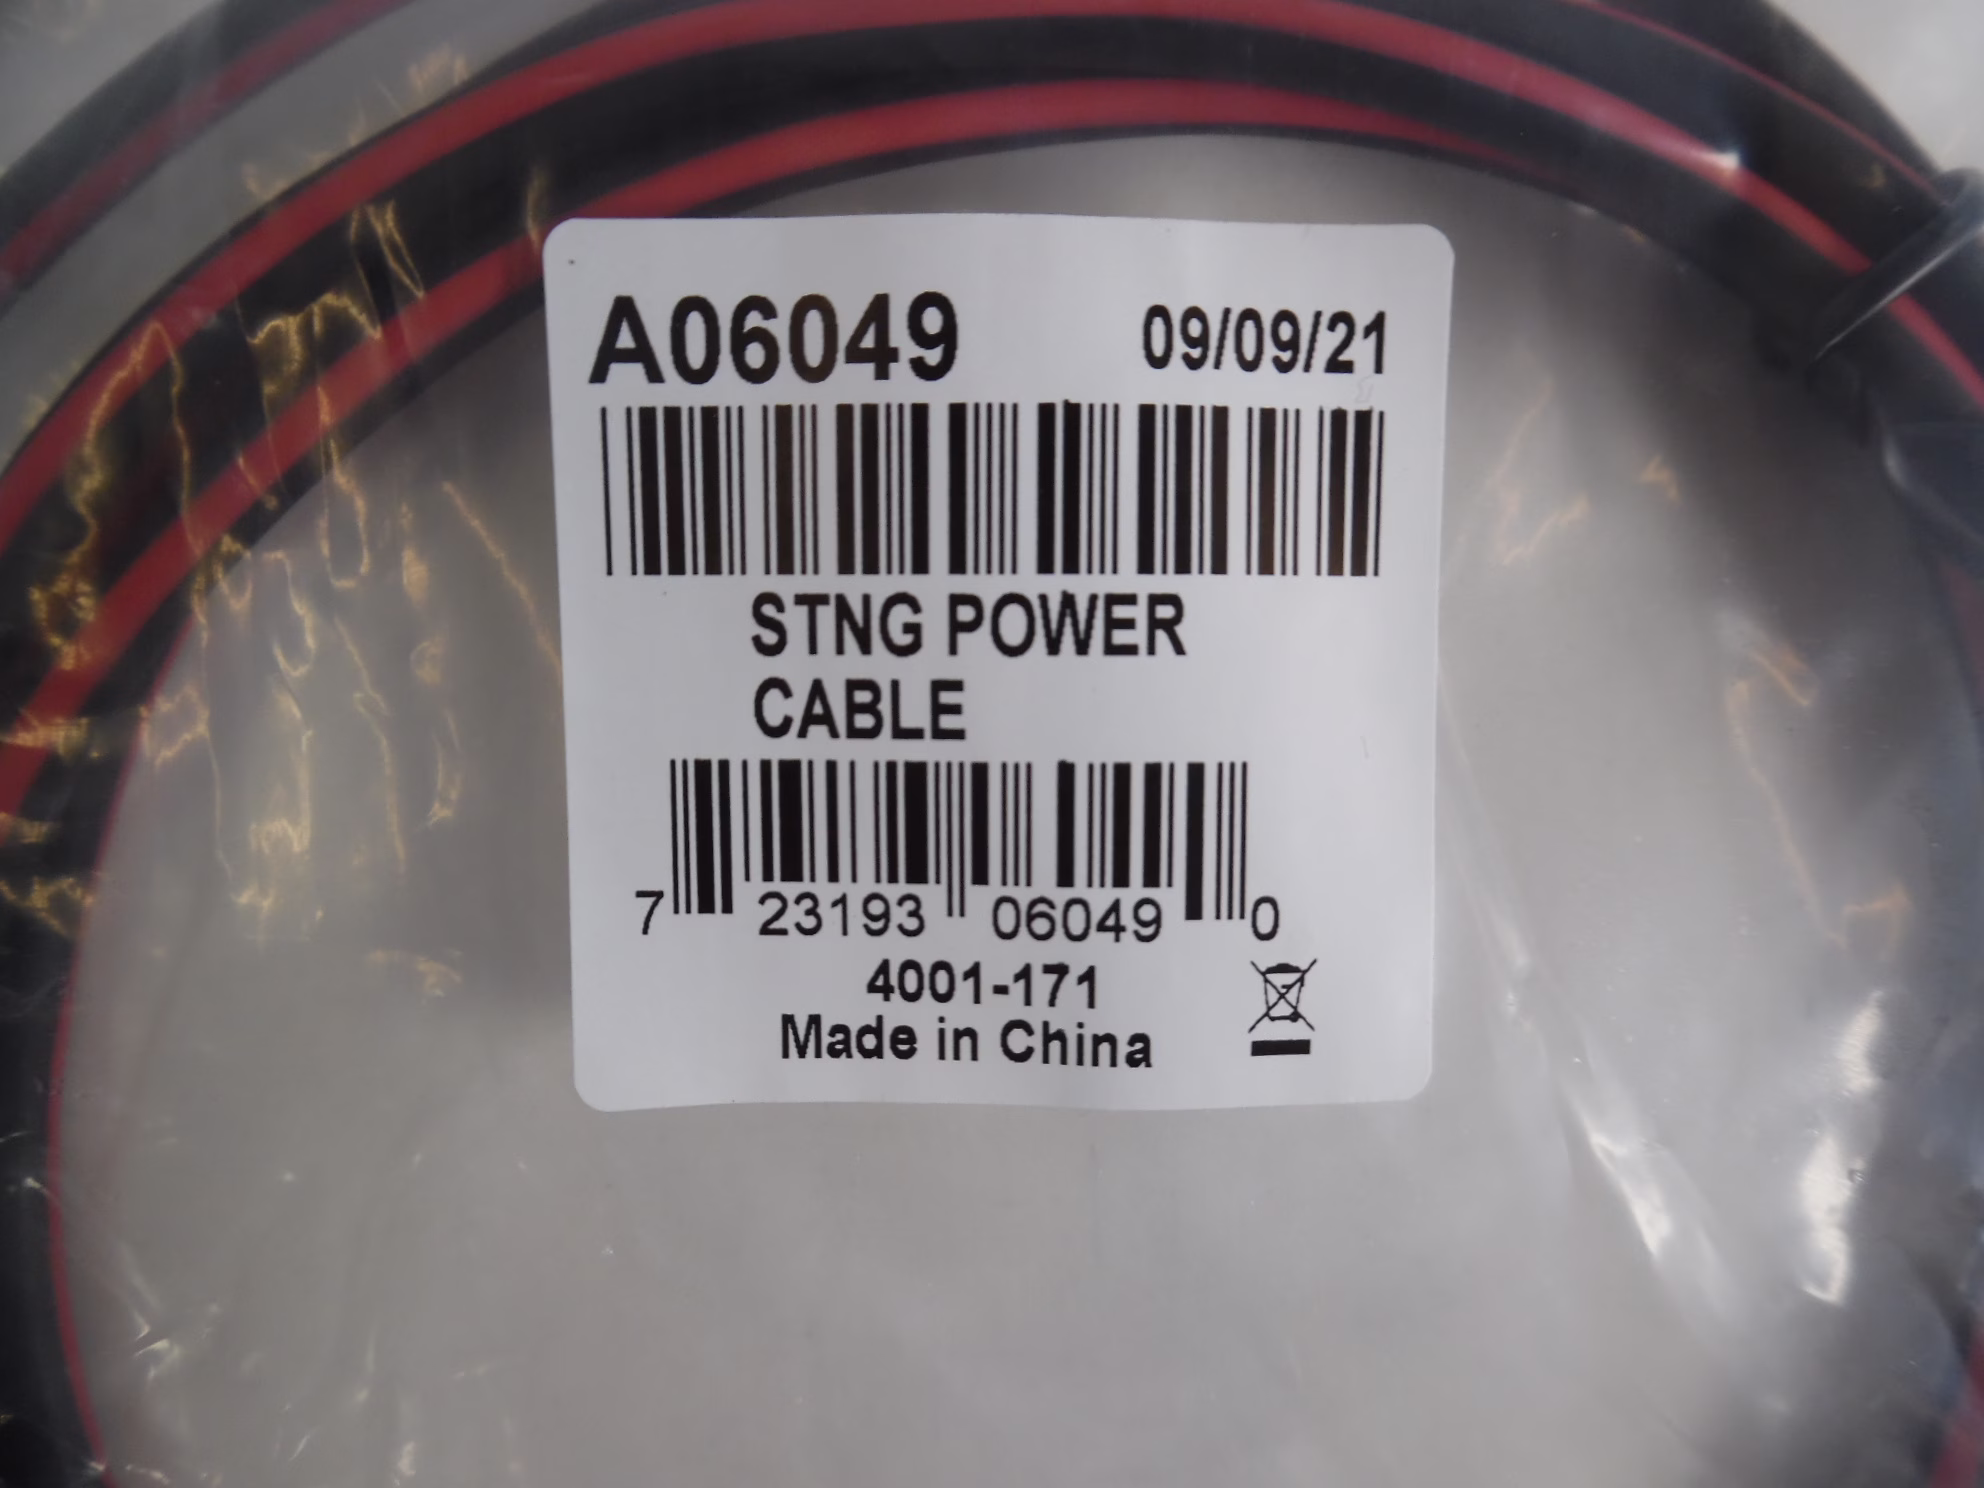 A06049 09/09/21
STNG POWER
CABLE
7 23193 06049 0
4001-171
Made in China